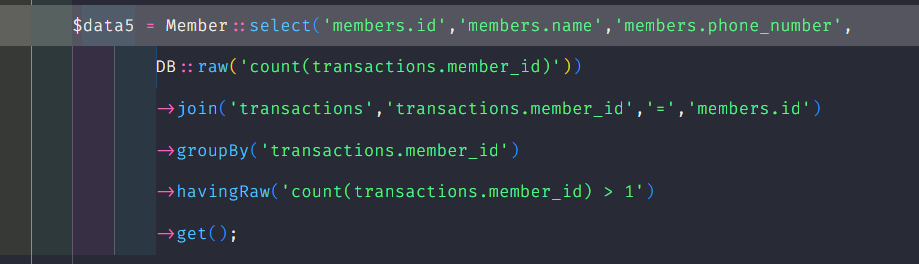 $data5 = Member::select('members.id','members.name','members.phone_number',
DB::raw('count(transactions.member_id)'))
->join('transactions','transactions.member_id','=','members.id')
->groupBy('transactions.member_id')
->havingRaw('count(transactions.member_id) > 1')
->get();